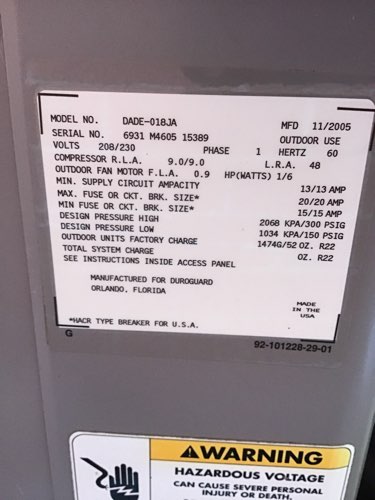 MODEL NO. DADE-018JA MFD 11/2005
SERIAL NO. 6931 M4605 15389 OUTDOOR USE
VOLTS 208/230 PHASE 1 HERTZ 60
COMPRESSOR R.L.A. 9.0/9.0 L.R.A. 48
OUTDOOR FAN MOTOR F.L.A. 0.9 HP(WATTS) 1/6
MIN. SUPPLY CIRCUIT AMPACITY 13/13 AMP
MAX. FUSE OR CKT. BRK. SIZE* 20/20 AMP
MIN. FUSE OR CKT. BRK SIZE* 15/15 AMP
DESIGN PRESSURE HIGH 2068 KPA/300 PSIG
DESIGN PRESSURE LOW 1034 KPA/150 PSIG
OUTDOOR UNITS FACTORY CHARGE 1474G/52 OZ. R22
TOTAL SYSTEM CHARGE OZ. R22
SEE INSTRUCTIONS INSIDE ACCESS PANEL
MANUFACTURED FOR DUROGUARD
ORLANDO, FLORIDA
MADE
IN THE
USA
*HACR TYPE BREAKER FOR U.S.A.
G 92-101228-29-01
WARNING
HAZARDOUS VOLTAGE
CAN CAUSE SEVERE PERSONAL
INJURY OR DEATH.